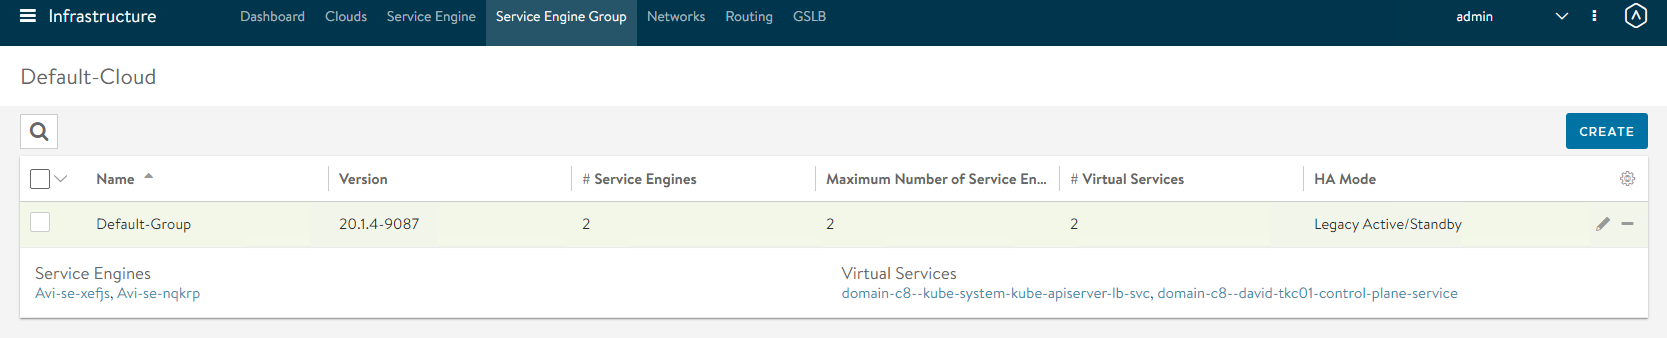 Infrastructure Dashboard Clouds Service Engine Service Engine Group Networks Routing GSLB admin
Default-Cloud
CREATE
Name Version # Service Engines Maximum Number of Service En... # Virtual Services HA Mode
Default-Group 20.1.4-9087 2 2 2 Legacy Active/Standby
Service Engines Virtual Services
Avi-se-xefjs, Avi-se-nqkrp domain-c8--kube-system-kube-apiserver-lb-svc, domain-c8--david-tkc01-control-plane-service